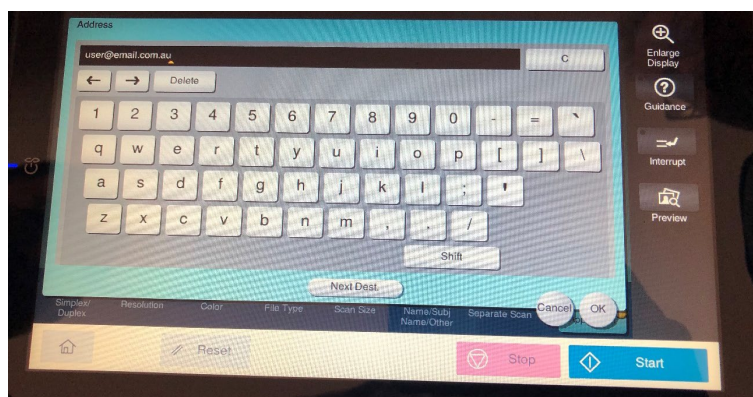 Address
user@email.com.au
C
← → Delete
1 2 3 4 5 6 7 8 9 0 - = `
q w e r t y u i o p [ ] \
a s d f g h j k l ; '
z x c v b n m , . /
Shift
Next Dest.
Simplex/
Duplex
Resolution
Color
File Type
Scan Size
Name/Subj
Name/Other
Separate Scan
Cancel
OK
Reset
Stop
Start
Enlarge
Display
Guidance
Interrupt
Preview